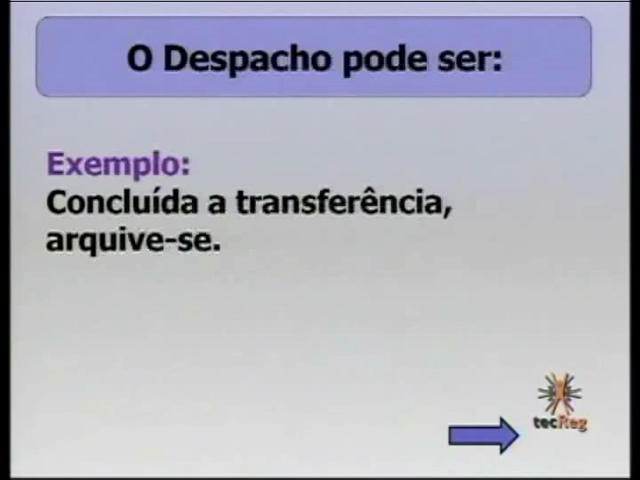 O Despacho pode ser:
Exemplo:
Concluída a transferência,
arquive-se.
tecReg